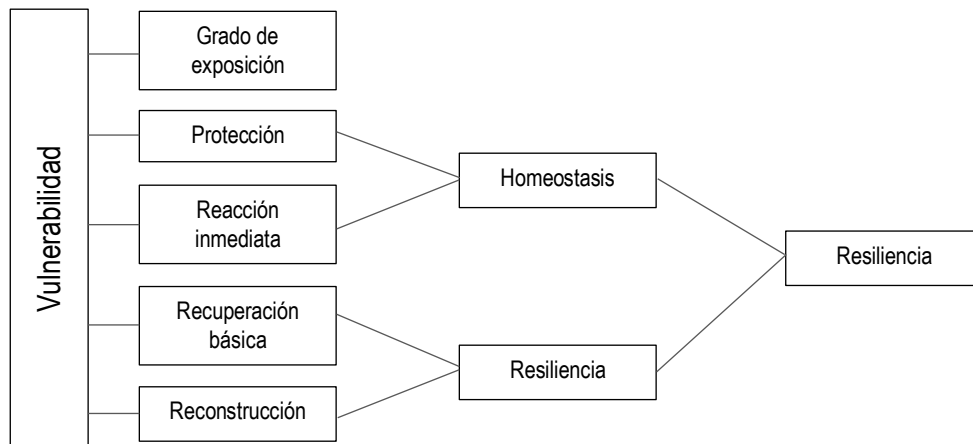 Vulnerabilidad
Grado de
exposición
Protección
Reacción
inmediata
Recuperación
básica
Reconstrucción
Homeostasis
Resiliencia
Resiliencia